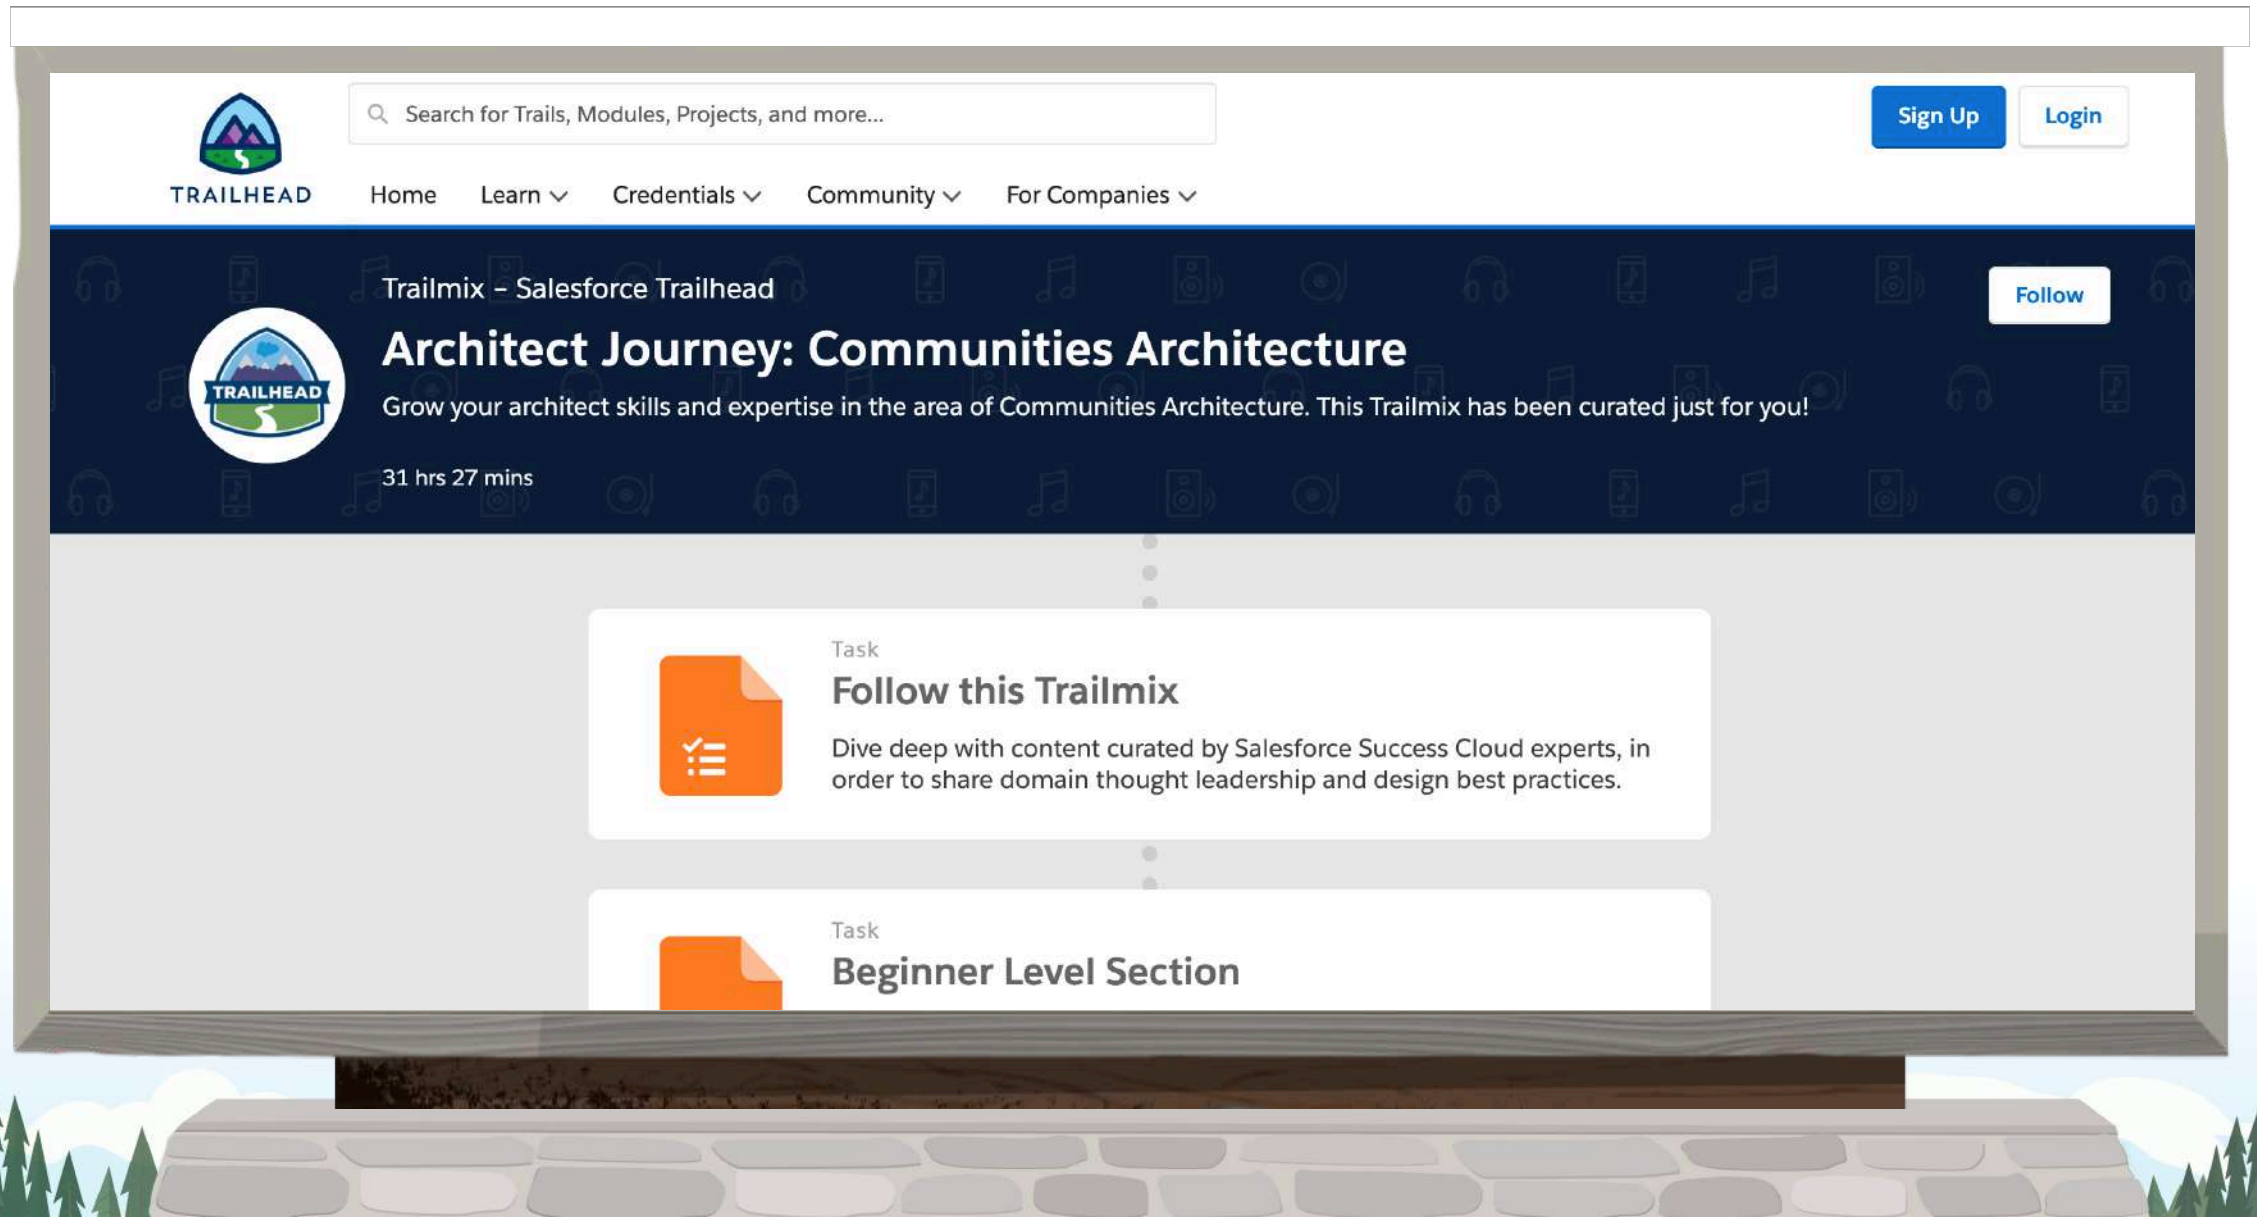 Search for Trails, Modules, Projects, and more...
Sign Up
Login
TRAILHEAD
Home
Learn
Credentials
Community
For Companies
Trailmix – Salesforce Trailhead
Follow
Architect Journey: Communities Architecture
TRAILHEAD
Grow your architect skills and expertise in the area of Communities Architecture. This Trailmix has been curated just for you!
31 hrs 27 mins
Task
Follow this Trailmix
Dive deep with content curated by Salesforce Success Cloud experts, in
order to share domain thought leadership and design best practices.
Task
Beginner Level Section